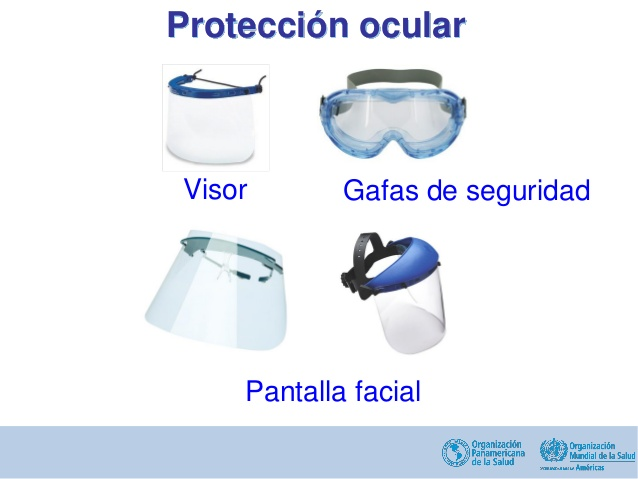 Protección ocular
Visor
Gafas de seguridad
Pantalla facial
Organización
Panamericana
de la Salud
Organización
Mundial de la Salud
Américas